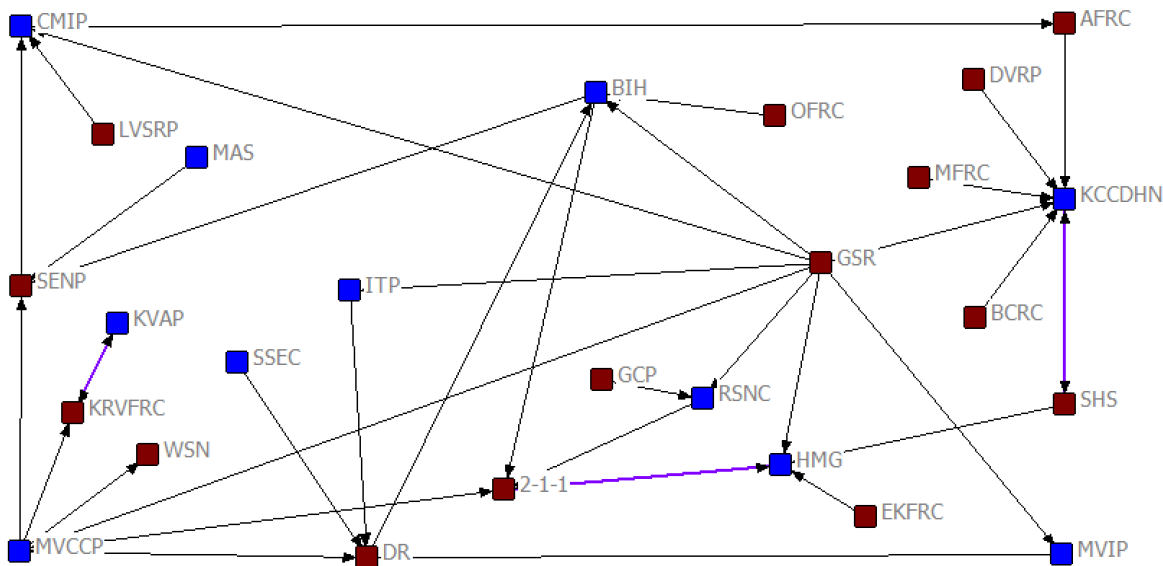 CMIP
AFRC
DVRP
BIH
OFRC
LVSRP
MAS
MFRC
KCCDHN
GSR
SENP
ITP
BCRC
KVAP
SSEC
GCP
RSNC
SHS
KRVFRC
WSN
HMG
2-1-1
EKFRC
MVCCP
DR
MVIP